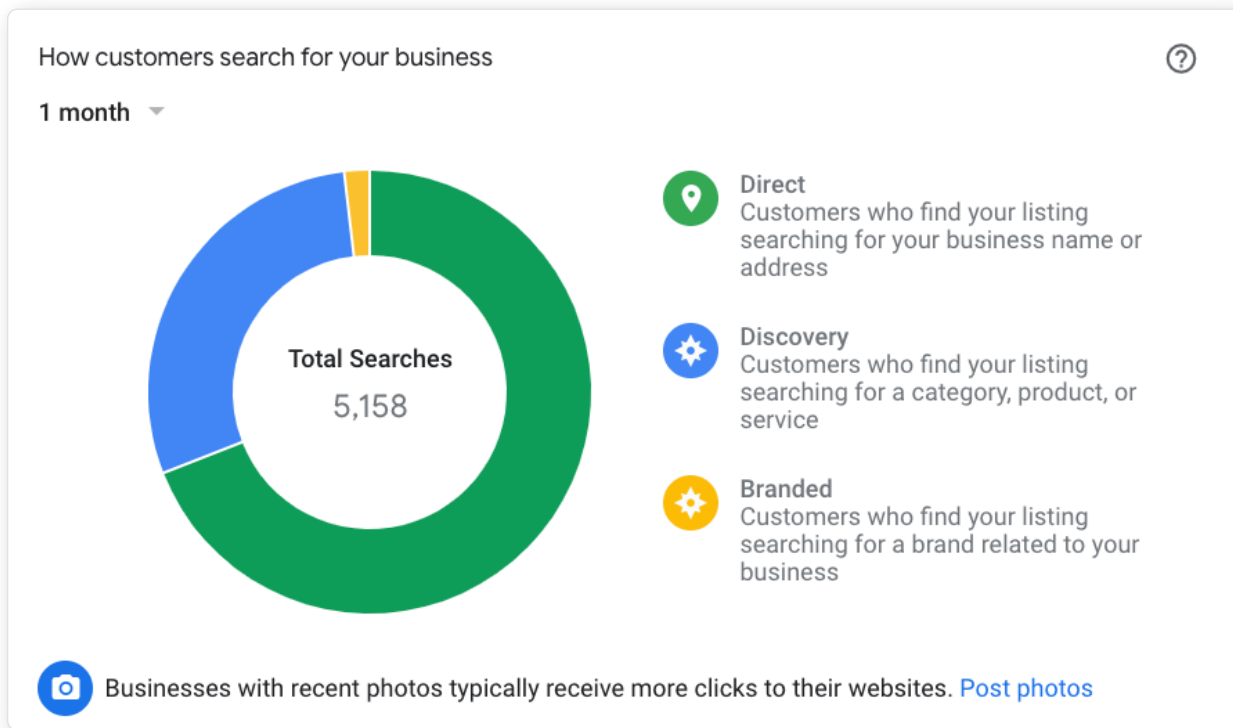 How customers search for your business
1 month
Total Searches
5,158
Direct
Customers who find your listing
searching for your business name or
address
Discovery
Customers who find your listing
searching for a category, product, or
service
Branded
Customers who find your listing
searching for a brand related to your
business
Businesses with recent photos typically receive more clicks to their websites. Post photos